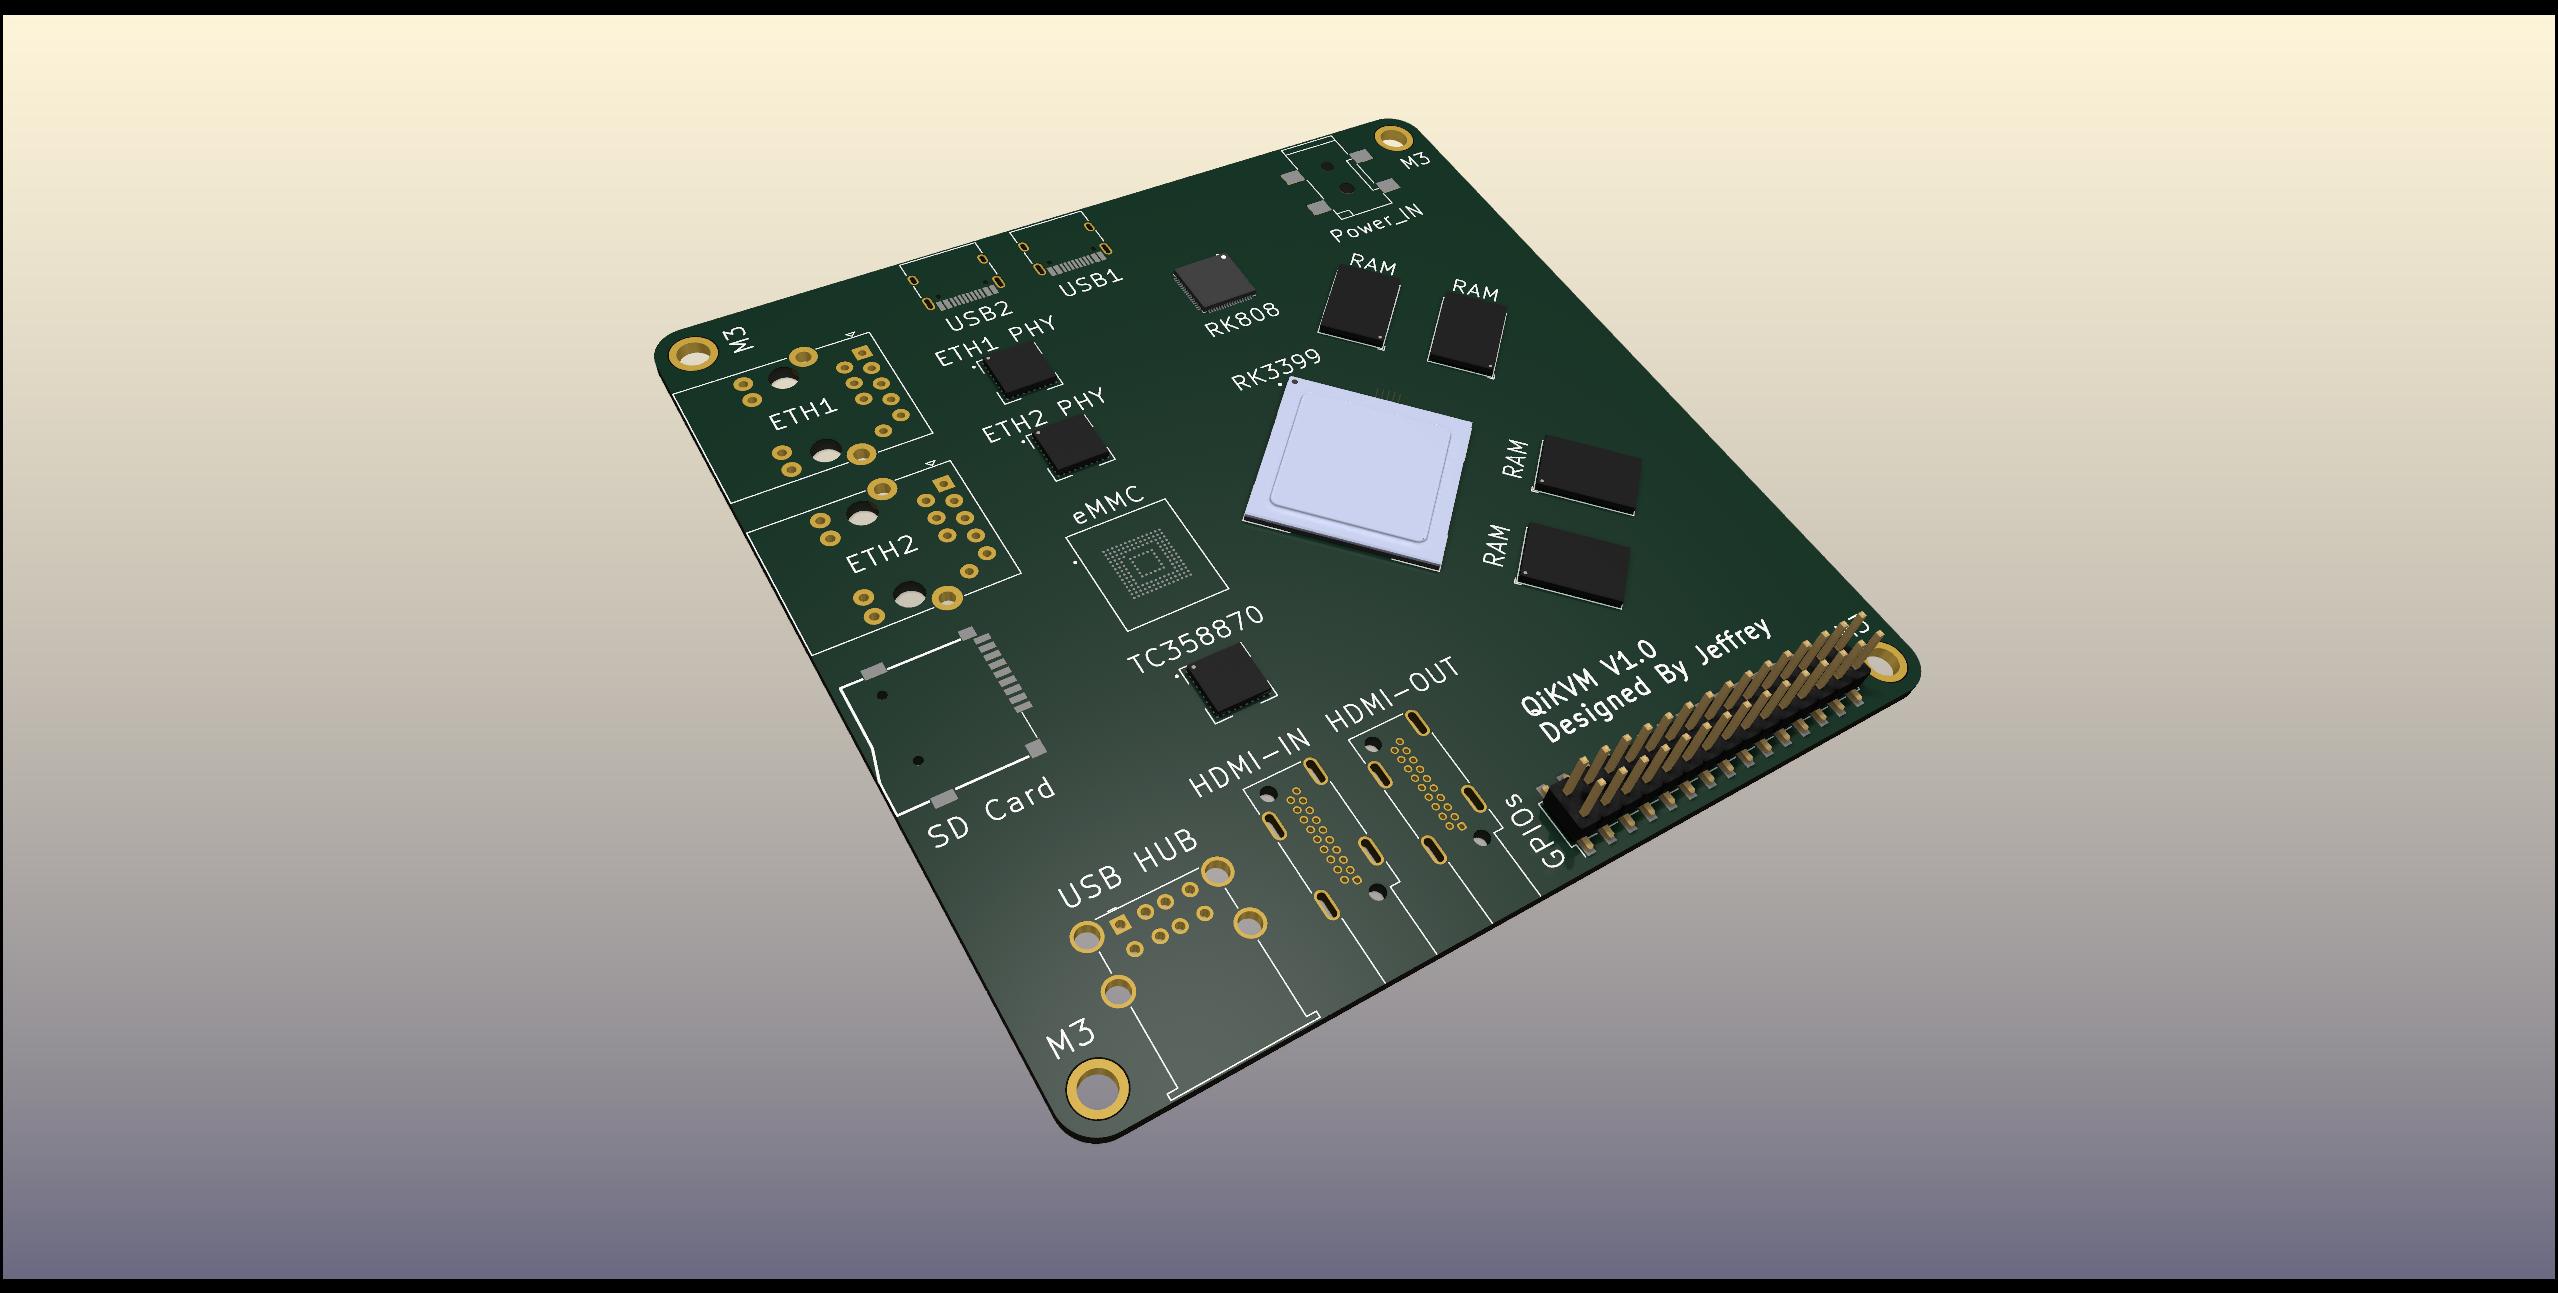 M3
Power_IN
USB1
USB2
M3
RAM
RAM
RK808
ETH1 PHY
RK3399
ETH1
ETH2 PHY
RAM
eMMC
ETH2
RAM
TC358870
QiKVM V1.0
Designed By Jeffrey
HDMI-OUT
HDMI-IN
SD Card
GPIOs
USB HUB
M3